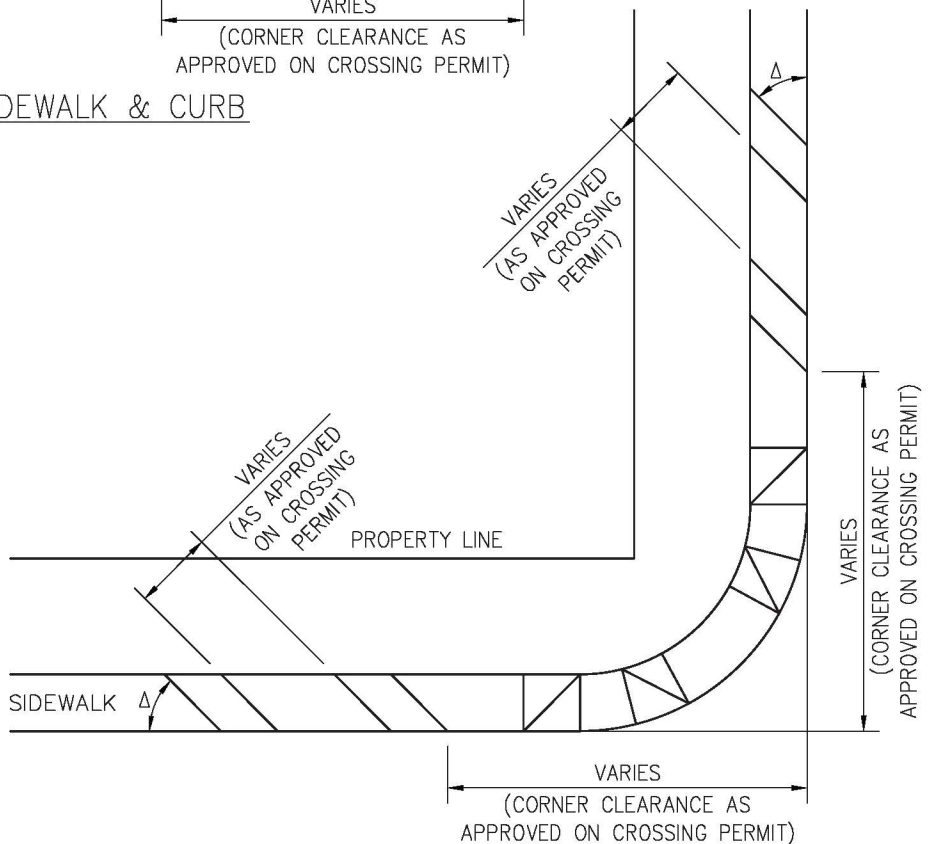 VARIES
(CORNER CLEARANCE AS
APPROVED ON CROSSING PERMIT)
DEWALK & CURB
Δ
VARIES
(AS APPROVED
ON CROSSING
PERMIT)
VARIES
(AS APPROVED
ON CROSSING
PERMIT)
PROPERTY LINE
VARIES
(CORNER CLEARANCE AS
APPROVED ON CROSSING PERMIT)
SIDEWALK Δ
VARIES
(CORNER CLEARANCE AS
APPROVED ON CROSSING PERMIT)